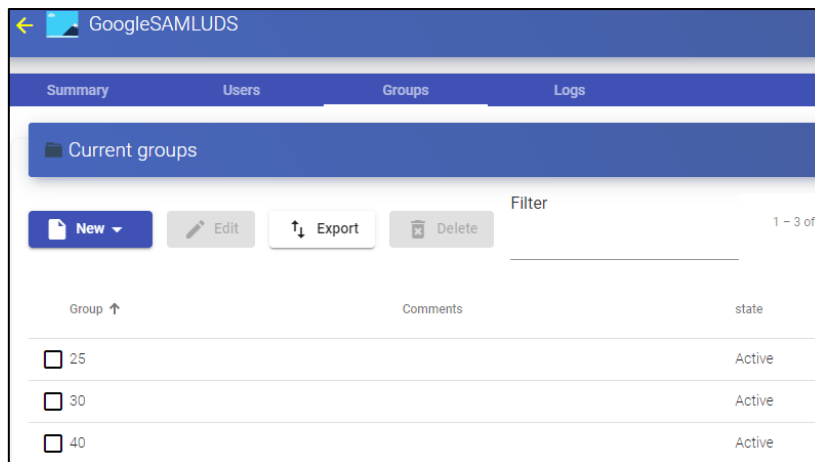 GoogleSAMLUDS
Summary Users Groups Logs
Current groups
Filter
New Edit Export Delete 1 – 3 of
Group Comments state
25 Active
30 Active
40 Active